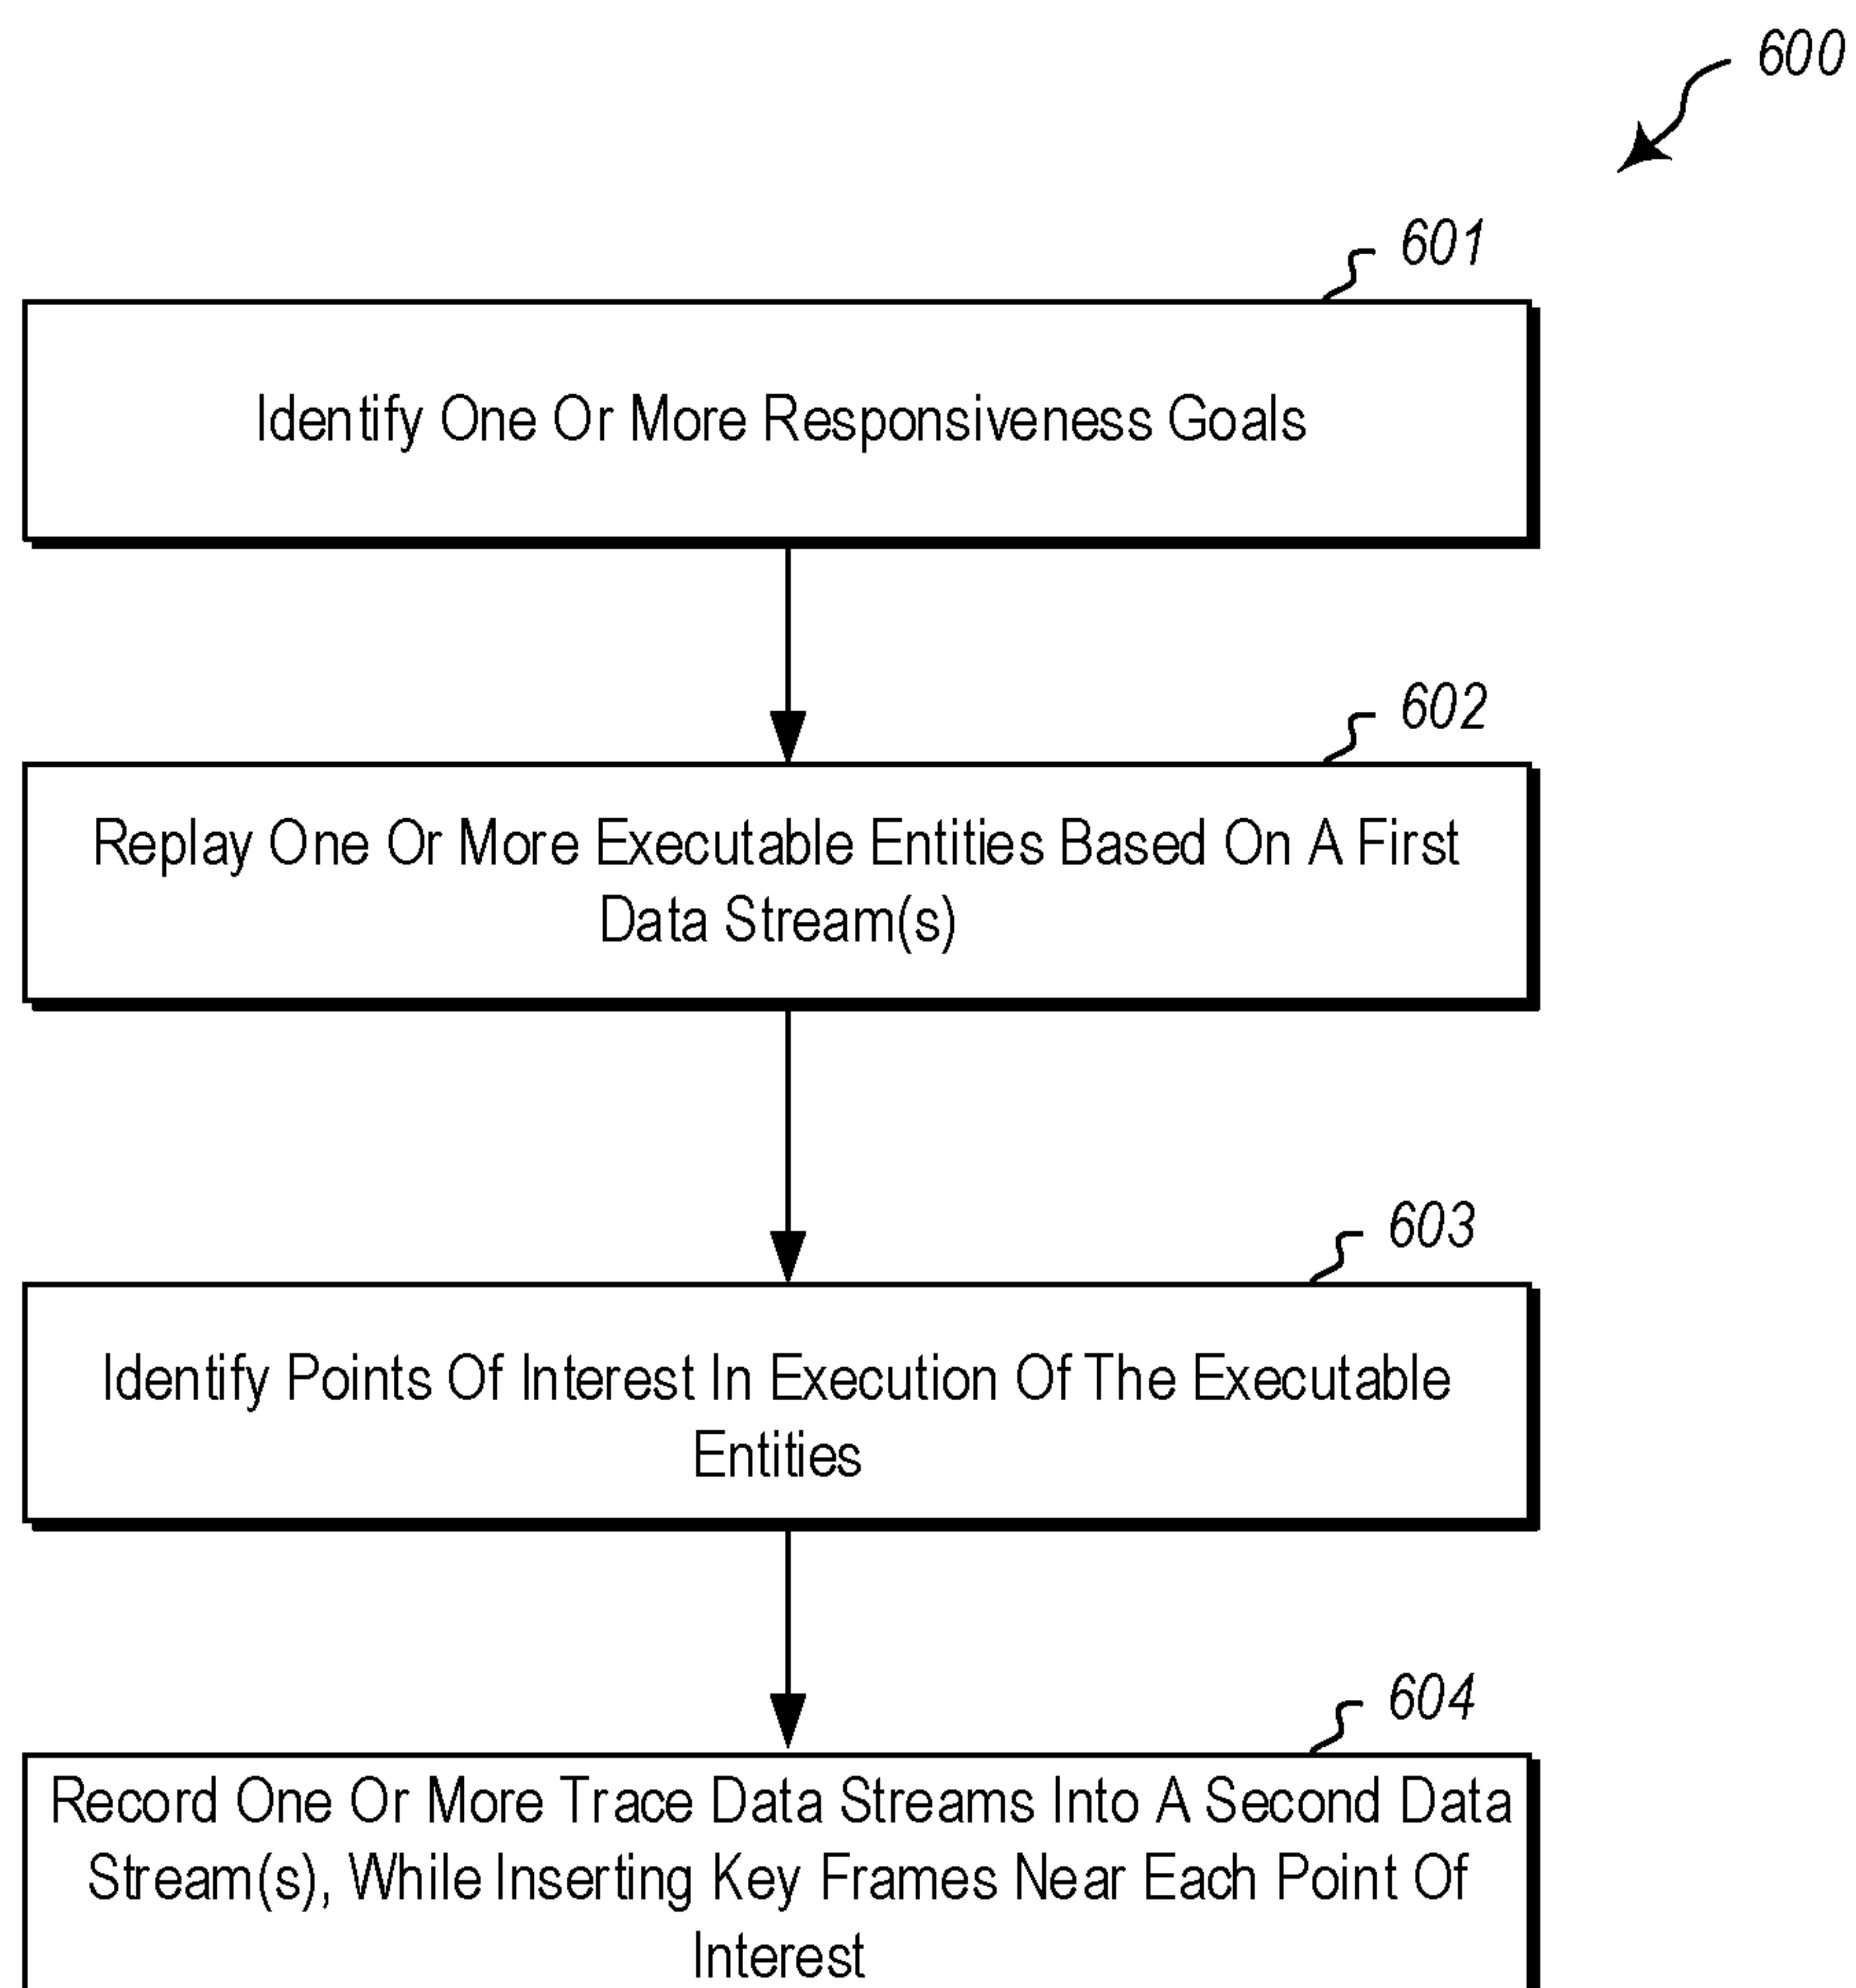 600
601
Identify One Or More Responsiveness Goals
602
Replay One Or More Executable Entities Based On A First
Data Stream(s)
603
Identify Points Of Interest In Execution Of The Executable
Entities
604
Record One Or More Trace Data Streams Into A Second Data
Stream(s), While Inserting Key Frames Near Each Point Of
Interest